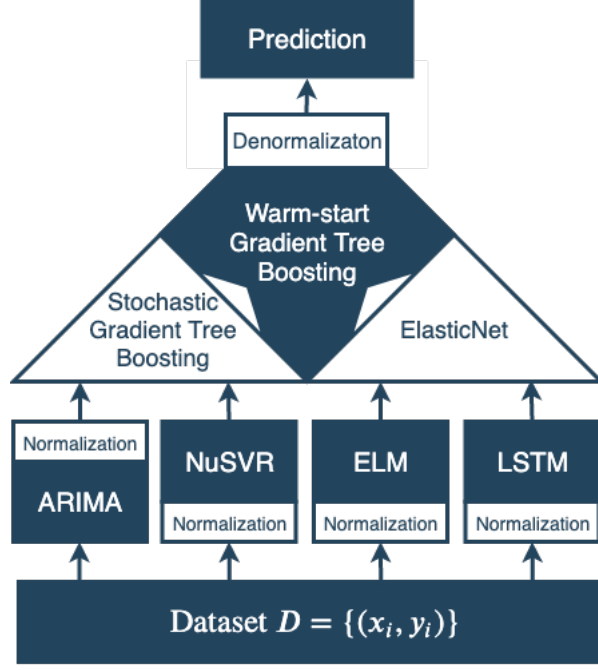 Prediction
Denormalizaton
Warm-start
Gradient Tree
Boosting
Stochastic
Gradient Tree
Boosting
ElasticNet
Normalization
ARIMA
NuSVR
Normalization
ELM
Normalization
LSTM
Normalization
Dataset D = {(xᵢ, yᵢ)}